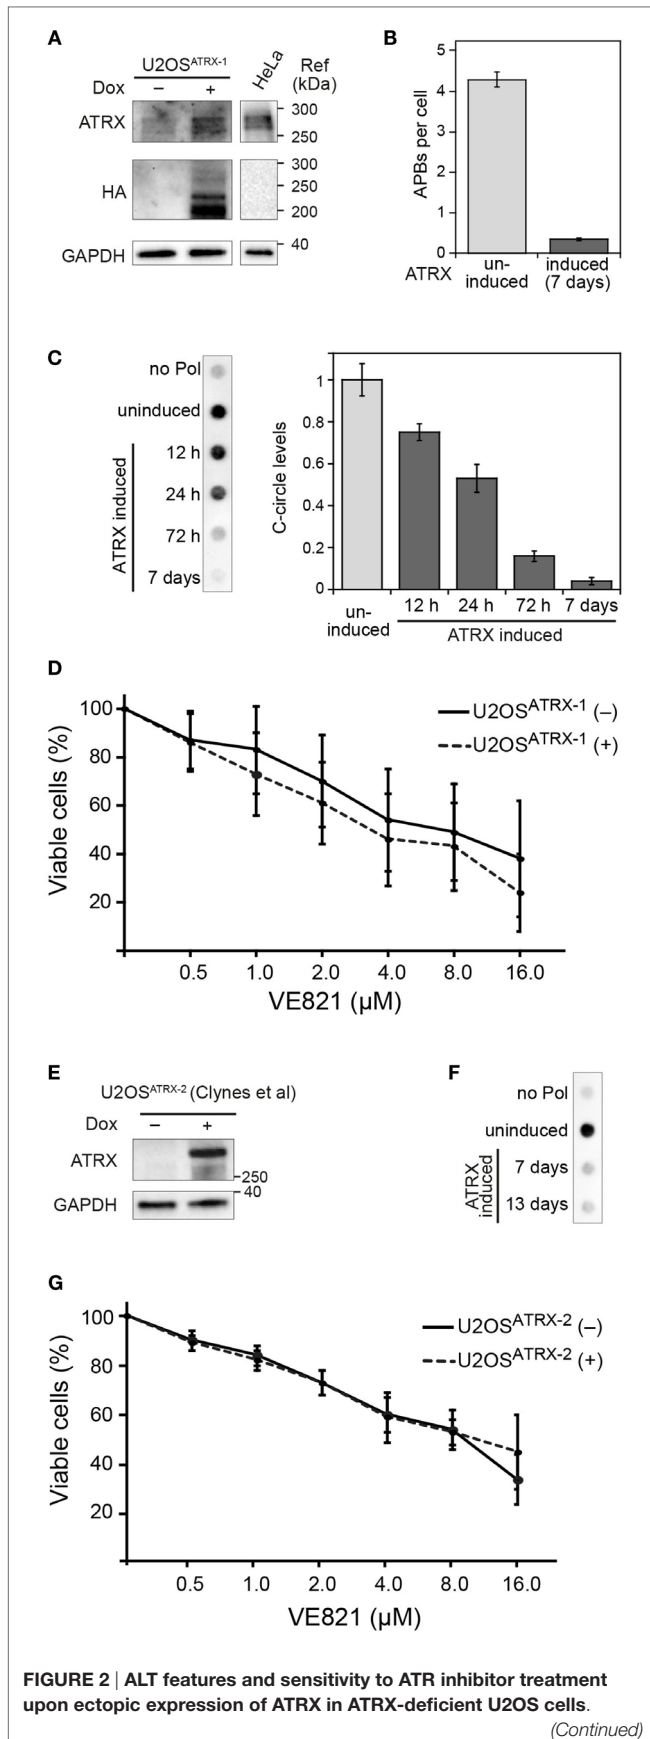 A
U2OS^ATRX-1
HeLa
Ref
(kDa)
Dox
–
+
ATRX
300
250
HA
300
250
200
GAPDH
40
B
APBs per cell
5
4
3
2
1
0
ATRX
un-
induced
induced
(7 days)
C
no Pol
uninduced
ATRX induced
12 h
24 h
72 h
7 days
C-circle levels
1
0.8
0.6
0.4
0.2
0
un-
induced
12 h
24 h
72 h
7 days
ATRX induced
D
Viable cells (%)
100
80
60
40
20
U2OS^ATRX-1 (–)
U2OS^ATRX-1 (+)
0.5
1.0
2.0
4.0
8.0
16.0
VE821 (µM)
E
U2OS^ATRX-2 (Clynes et al)
Dox
–
+
ATRX
250
40
GAPDH
F
no Pol
uninduced
ATRX
induced
7 days
13 days
G
Viable cells (%)
100
80
60
40
20
U2OS^ATRX-2 (–)
U2OS^ATRX-2 (+)
0.5
1.0
2.0
4.0
8.0
16.0
VE821 (µM)
FIGURE 2 | ALT features and sensitivity to ATR inhibitor treatment
upon ectopic expression of ATRX in ATRX-deficient U2OS cells.
(Continued)